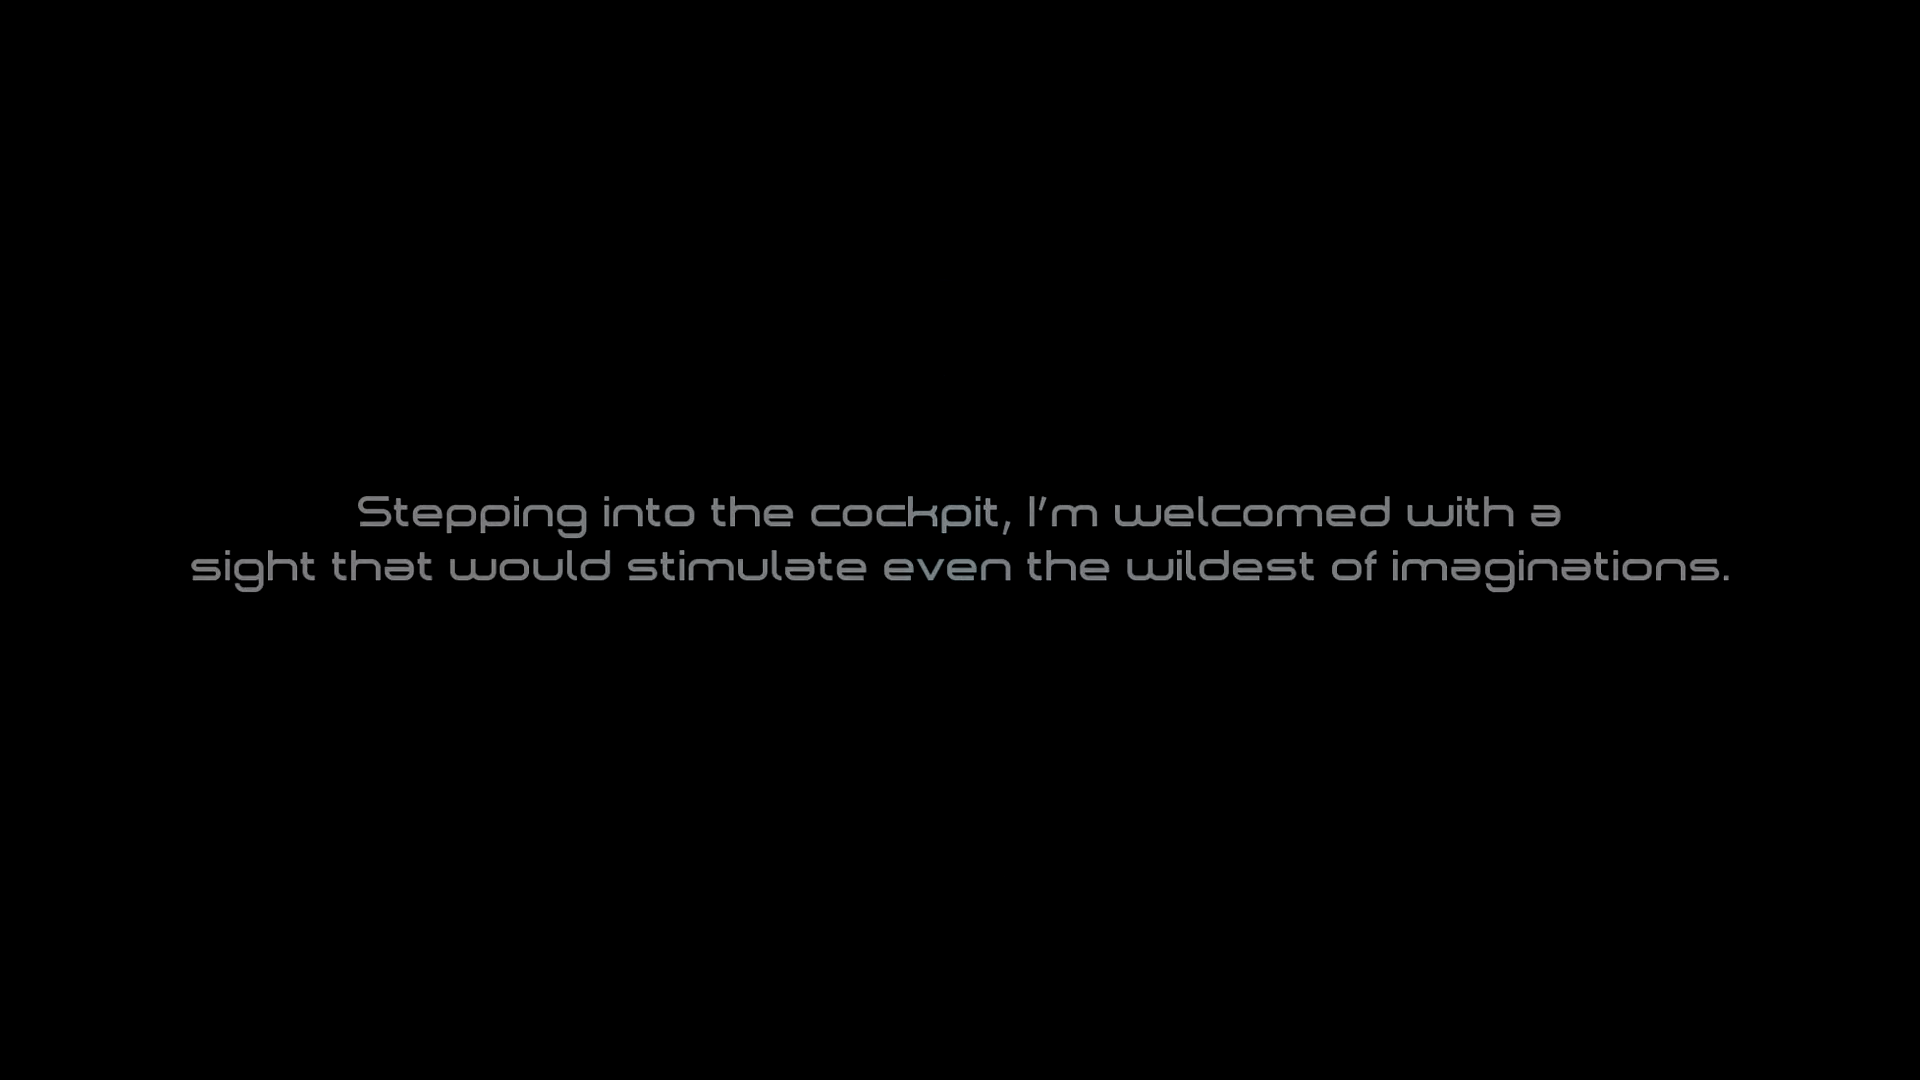 Stepping into the cockpit, I'm welcomed with a
sight that would stimulate even the wildest of imaginations.